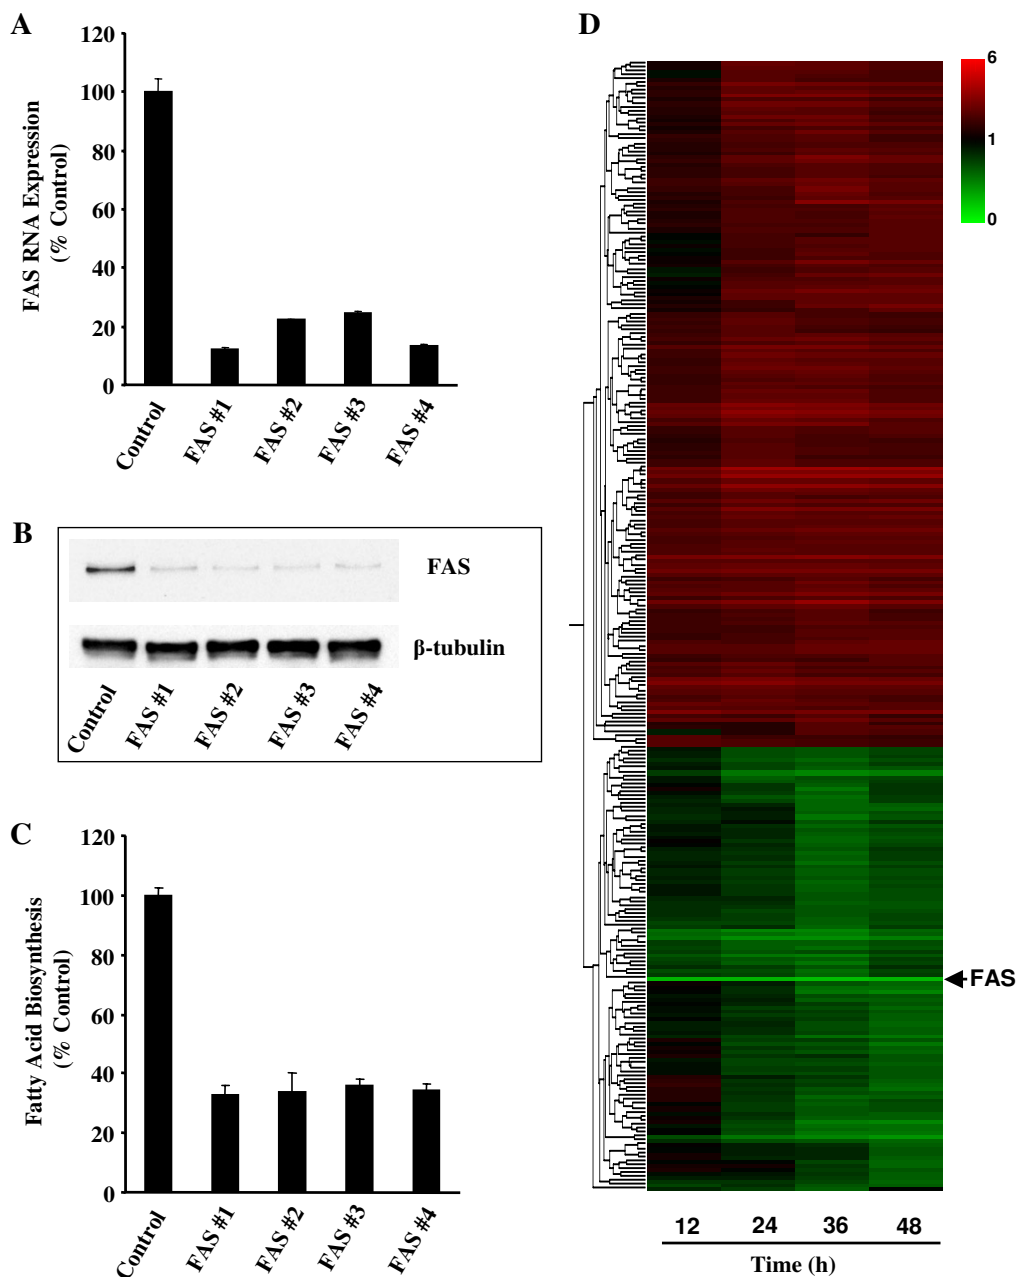 A
FAS RNA Expression
(% Control)
120
100
80
60
40
20
0
Control
FAS #1
FAS #2
FAS #3
FAS #4
B
FAS
β-tubulin
Control
FAS #1
FAS #2
FAS #3
FAS #4
C
Fatty Acid Biosynthesis
(% Control)
120
100
80
60
40
20
0
Control
FAS #1
FAS #2
FAS #3
FAS #4
D
6
1
0
FAS
12 24 36 48
Time (h)